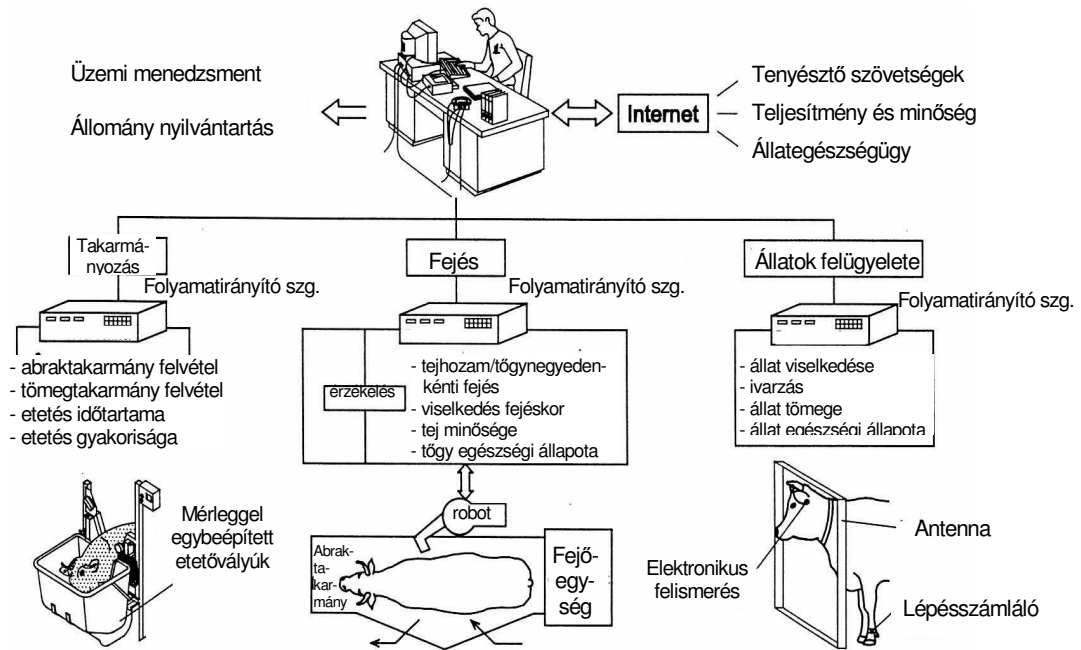 Üzemi menedzsment
Állomány nyilvántartás
Internet
Tenyésztő szövetségek
Teljesítmény és minőség
Állategészségügy
Takarmá-
nyozás
Folyamatirányító szg.
- abraktakarmány felvétel
- tömegtakarmány felvétel
- etetés időtartama
- etetés gyakorisága
Mérleggel
egybeépített
etetővályúk
Fejés
Folyamatirányító szg.
érzékelés
- tejhozam/tőgynegyeden-
kénti fejés
- viselkedés fejéskor
- tej minősége
- tőgy egészségi állapota
robot
Abrak-
ta-
kar-
mány
Fejő-
egy-
ség
Állatok felügyelete
Folyamatirányító szg.
- állat viselkedése
- ivarzás
- állat tömege
- állat egészségi állapota
Antenna
Elektronikus
felismerés
Lépésszámláló